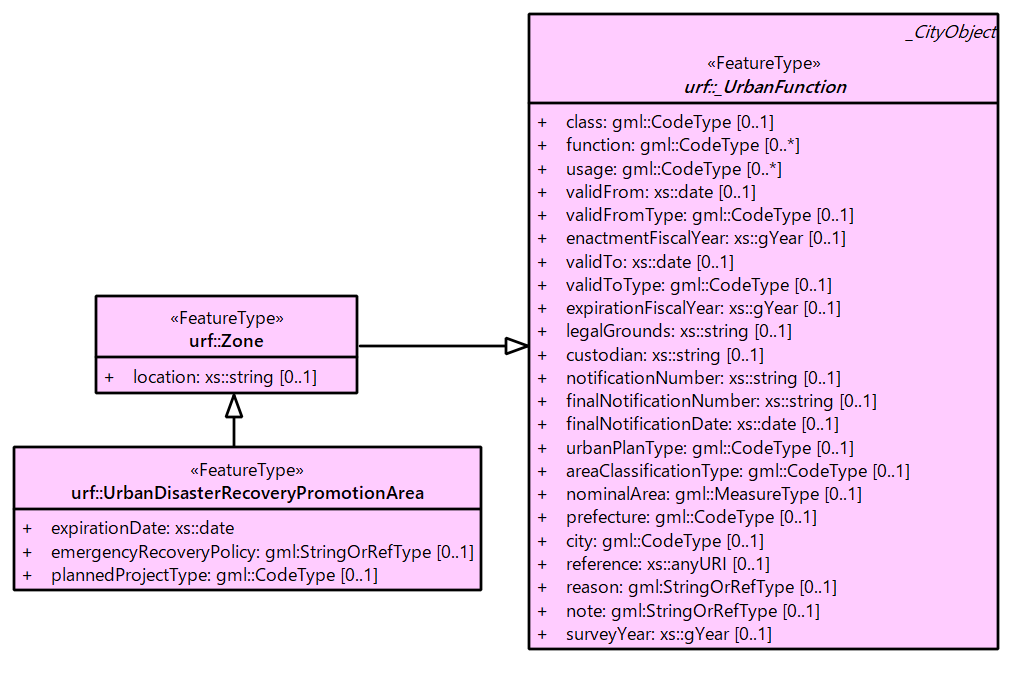 _CityObject
«FeatureType»
urf::_UrbanFunction
+ class: gml::CodeType [0..1]
+ function: gml::CodeType [0..*]
+ usage: gml::CodeType [0..*]
+ validFrom: xs::date [0..1]
+ validFromType: gml::CodeType [0..1]
+ enactmentFiscalYear: xs::gYear [0..1]
+ validTo: xs::date [0..1]
+ validToType: gml::CodeType [0..1]
+ expirationFiscalYear: xs::gYear [0..1]
+ legalGrounds: xs::string [0..1]
+ custodian: xs::string [0..1]
+ notificationNumber: xs::string [0..1]
+ finalNotificationNumber: xs::string [0..1]
+ finalNotificationDate: xs::date [0..1]
+ urbanPlanType: gml::CodeType [0..1]
+ areaClassificationType: gml::CodeType [0..1]
+ nominalArea: gml::MeasureType [0..1]
+ prefecture: gml::CodeType [0..1]
+ city: gml::CodeType [0..1]
+ reference: xs::anyURI [0..1]
+ reason: gml:StringOrRefType [0..1]
+ note: gml:StringOrRefType [0..1]
+ surveyYear: xs::gYear [0..1]
«FeatureType»
urf::Zone
+ location: xs::string [0..1]
«FeatureType»
urf::UrbanDisasterRecoveryPromotionArea
+ expirationDate: xs::date
+ emergencyRecoveryPolicy: gml:StringOrRefType [0..1]
+ plannedProjectType: gml::CodeType [0..1]